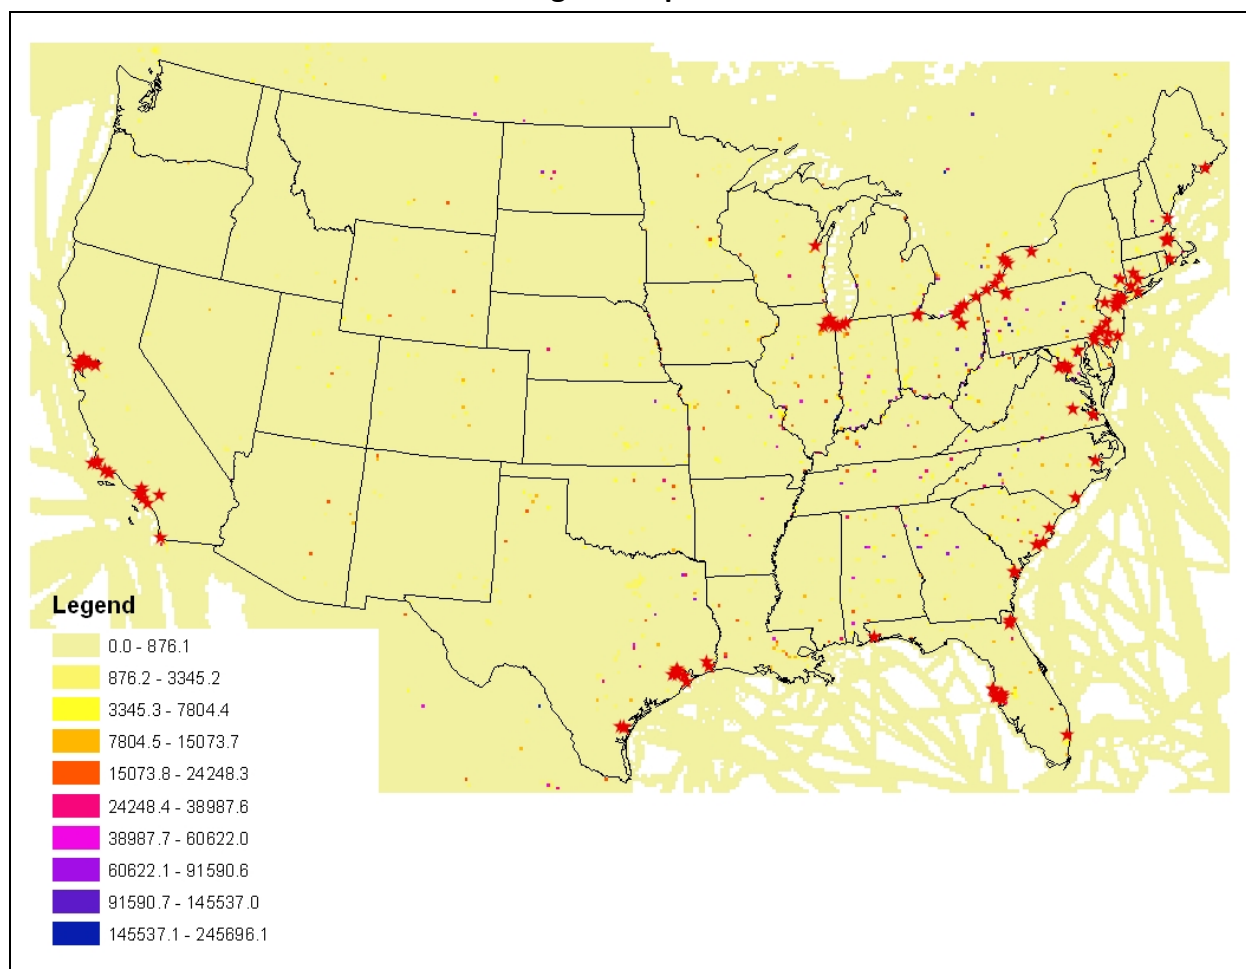 Legend
0.0 - 876.1
876.2 - 3345.2
3345.3 - 7804.4
7804.5 - 15073.7
15073.8 - 24248.3
24248.4 - 38987.6
38987.7 - 60622.0
60622.1 - 91590.6
91590.7 - 145537.0
145537.1 - 245696.1